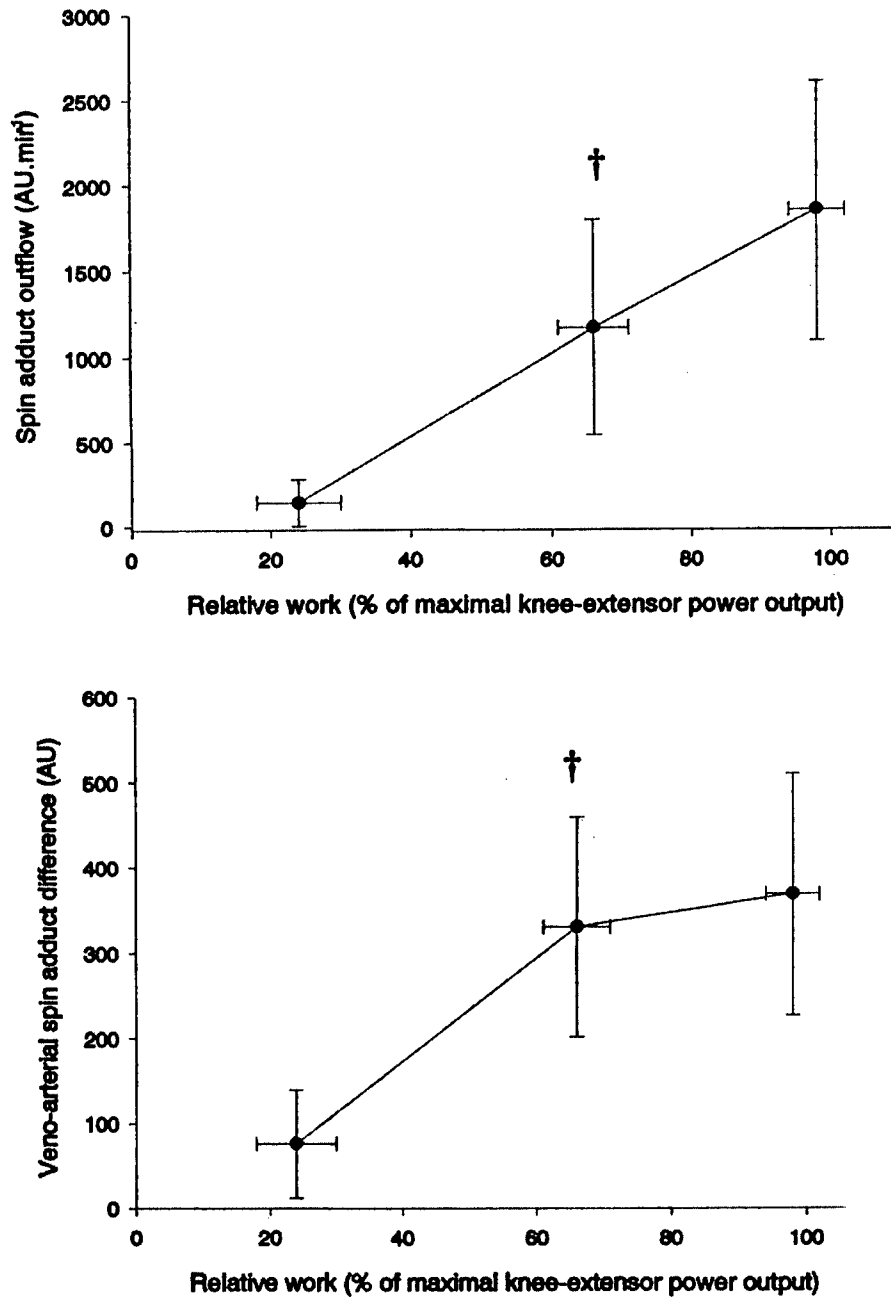 3000
2500
2000
1500
1000
500
0
Spin adduct outflow (AU.min¹)
†
0 20 40 60 80 100
Relative work (% of maximal knee-extensor power output)
600
500
400
300
200
100
0
Veno-arterial spin adduct difference (AU)
†
0 20 40 60 80 100
Relative work (% of maximal knee-extensor power output)